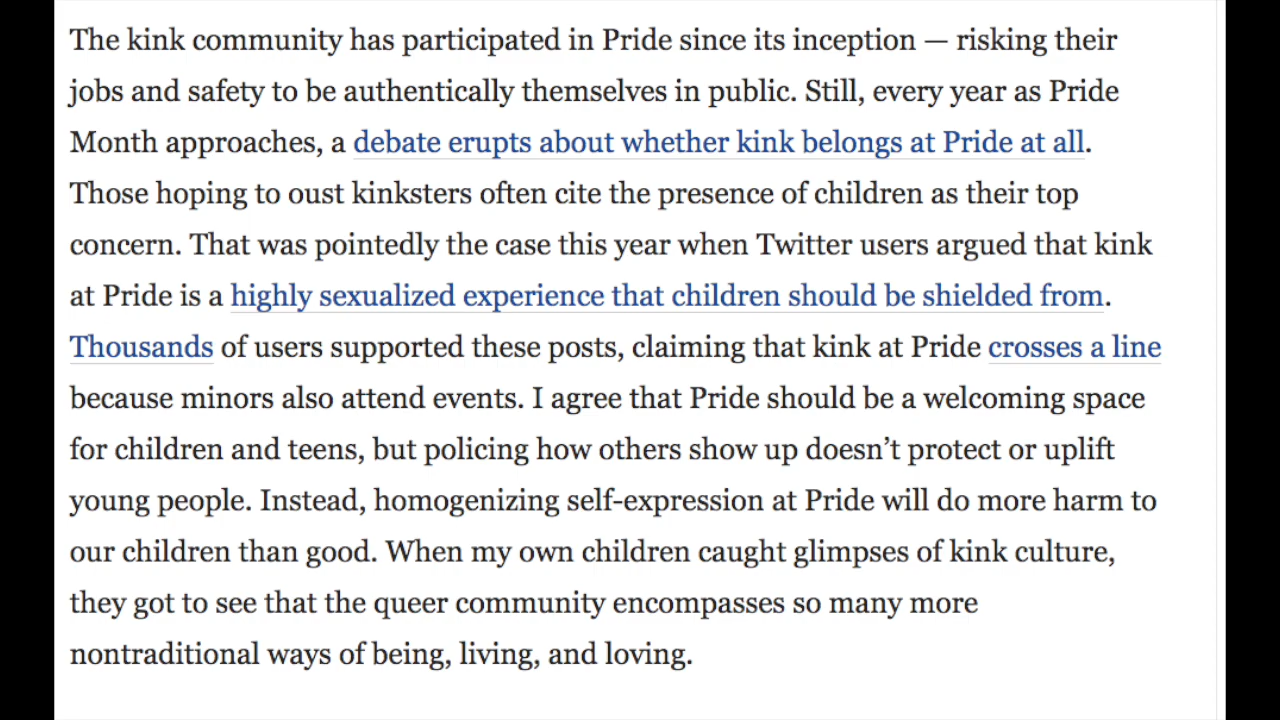 The kink community has participated in Pride since its inception — risking their
jobs and safety to be authentically themselves in public. Still, every year as Pride
Month approaches, a debate erupts about whether kink belongs at Pride at all.
Those hoping to oust kinksters often cite the presence of children as their top
concern. That was pointedly the case this year when Twitter users argued that kink
at Pride is a highly sexualized experience that children should be shielded from.
Thousands of users supported these posts, claiming that kink at Pride crosses a line
because minors also attend events. I agree that Pride should be a welcoming space
for children and teens, but policing how others show up doesn’t protect or uplift
young people. Instead, homogenizing self-expression at Pride will do more harm to
our children than good. When my own children caught glimpses of kink culture,
they got to see that the queer community encompasses so many more
nontraditional ways of being, living, and loving.